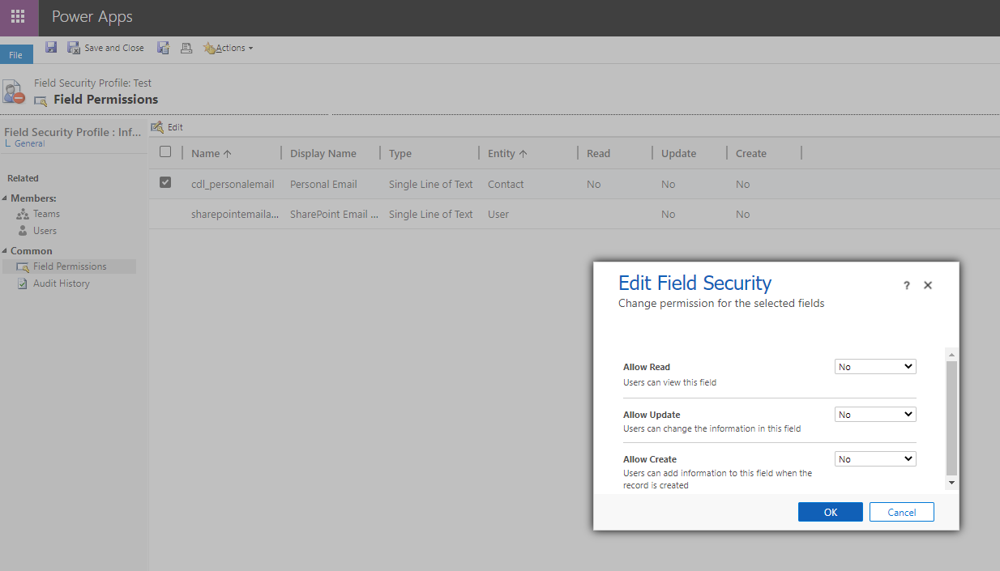 Power Apps
File
Save and Close
Actions
Field Security Profile: Test
Field Permissions
Field Security Profile : Inf...
General
Edit
Name Display Name Type Entity Read Update Create
cdl_personalemail Personal Email Single Line of Text Contact No No No
sharepointemaila... SharePoint Email ... Single Line of Text User No No
Related
Members:
Teams
Users
Common
Field Permissions
Audit History
Edit Field Security
? ×
Change permission for the selected fields
Allow Read No
Users can view this field
Allow Update No
Users can change the information in this field
Allow Create No
Users can add information to this field when the
record is created
OK Cancel